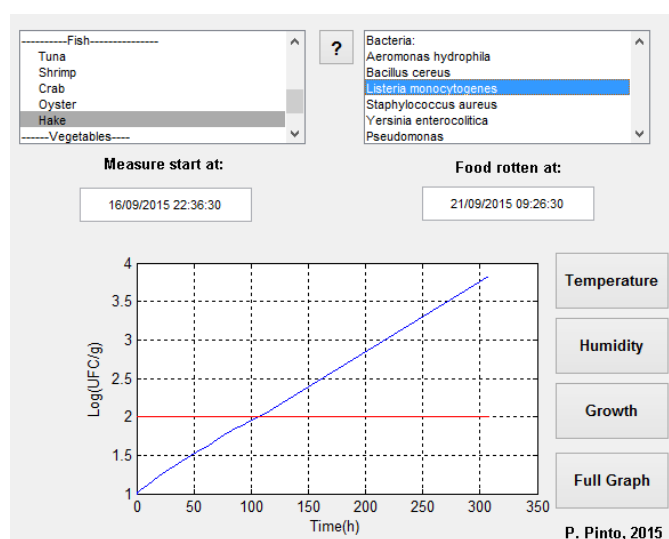 ----------Fish---------------
Tuna
Shrimp
Crab
Oyster
Hake
------Vegetables----
?
Bacteria:
Aeromonas hydrophila
Bacillus cereus
Listeria monocytogenes
Staphylococcus aureus
Yersinia enterocolitica
Pseudomonas
Measure start at:
Food rotten at:
16/09/2015 22:36:30
21/09/2015 09:26:30
4
3.5
3
2.5
2
1.5
1
Log(UFC/g)
0 50 100 150 200 250 300 350
Time(h)
Temperature
Humidity
Growth
Full Graph
P. Pinto, 2015